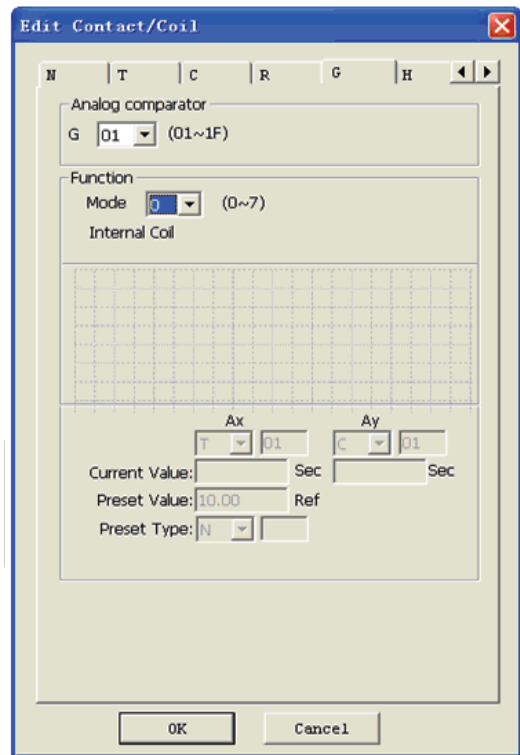 Edit Contact/Coil
N T C R G H
Analog comparator
G 01 (01~1F)
Function
Mode 0 (0~7)
Internal Coil
Ax Ay
T 01 C 01
Current Value: Sec Sec
Preset Value: 10.00 Ref
Preset Type: N
OK Cancel